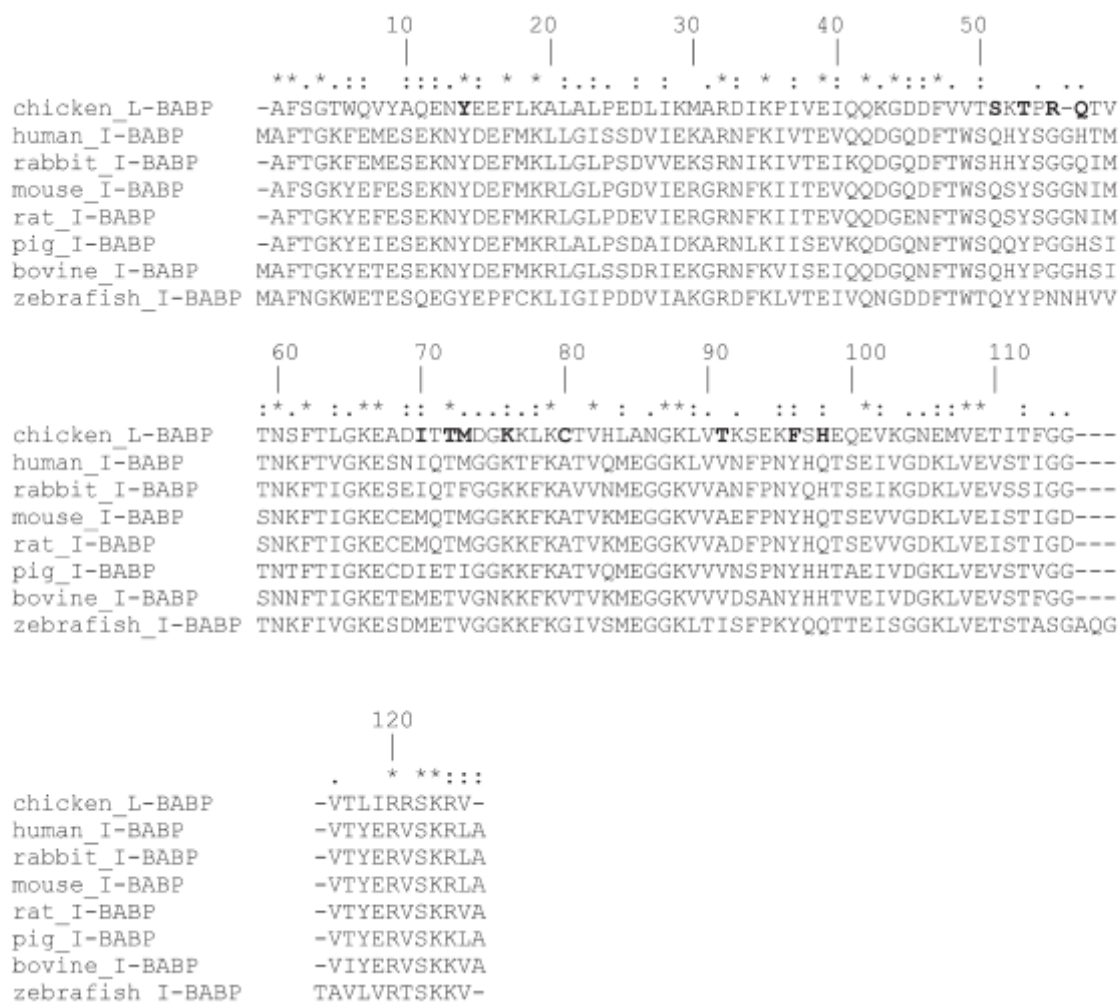 10 20 30 40 50
| | | | |
** *:: ::: *: * * :: :. : : *: * :* :* *:** : . ..
chicken_L-BABP -AFSGTWQVYAQENYEEFLKALALPEDLIKMARDIKPIVEIQQKGDDFVVTSKTPR-QTV
human_I-BABP MAFTGKFEMESEKNYDEFMKLLGISSDVIEKARNFKIVTEVQQDGQDFTWSQHYSGGHTM
rabbit_I-BABP -AFTGKFEMESEKNYDEFMKLLGLPSDVVEKSRNIKIVTEIKQDGQDFTWSHHYSGGQIM
mouse_I-BABP -AFSGKYEFESEKNYDEFMKRLGLPGDVIERGRNFKIITEVQQDGQDFTWSQSYSGGNIM
rat_I-BABP -AFTGKYEFESEKNYDEFMKRLGLPDEVIERGRNFKIITEVQQDGENFTWSQSYSGGNIM
pig_I-BABP -AFTGKYEIESEKNYDEFMKRLALPSDAIDKARNLKIISEVKQDGQNFTWSQQYPGGHSI
bovine_I-BABP MAFTGKYETESEKNYDEFMKRLGLSSDRIEKGRNFKVISEIQQDGQNFTWSQHYPGGHSI
zebrafish_I-BABP MAFNGKWETESQEGYEPFCKLIGIPDDVIAKGRDFKLVTEIVQNGDDFTWTQYYPNNHVV
60 70 80 90 100 110
| | | | | |
:*.* .:** :: *...:.:* * : .** : . :: : *: ::** : ..
chicken_L-BABP TNSFTLGKEADITTMDGKKLKCTVHLANGKLVTKSEKFSHEQEVKGNEMVETITFGG---
human_I-BABP TNKFTVGKESNIQTMGGKTFKATVQMEGGKLVVNFPNYHQTSEIVGDKLVEVSTIGG---
rabbit_I-BABP TNKFTIGKESEIQTFGGKKFKAVVNMEGGKVVANFPNYQHTSEIKGDKLVEVSSIGG---
mouse_I-BABP SNKFTIGKECEMQTMGGKKFKATVKMEGGKVVAEFPNYHQTSEVVGDKLVEISTIGD---
rat_I-BABP SNKFTIGKECEMQTMGGKKFKATVKMEGGKVVADFPNYHQTSEVVGDKLVEISTIGD---
pig_I-BABP TNTFTIGKECDIETIGGKKFKATVQMEGGKVVVNSPNYHHTAEIVDGKLVEVSTVGG---
bovine_I-BABP SNNFTIGKETEMETVGNKKFKVTVKMEGGKVVVDSANYHHTVEIVDGKLVEVSTFGG---
zebrafish_I-BABP TNKFIVGKESDMETVGGKKFKGIVSMEGGKLTISFPKYQQTTEISGGKLVETSTASGAQG
120
|
. * **:::
chicken_L-BABP -VTLIRRSKRV-
human_I-BABP -VTYERVSKRLA
rabbit_I-BABP -VTYERVSKRLA
mouse_I-BABP -VTYERVSKRLA
rat_I-BABP -VTYERVSKRVA
pig_I-BABP -VTYERVSKKLA
bovine_I-BABP -VIYERVSKKVA
zebrafish I-BABP TAVLVRTSKKV-